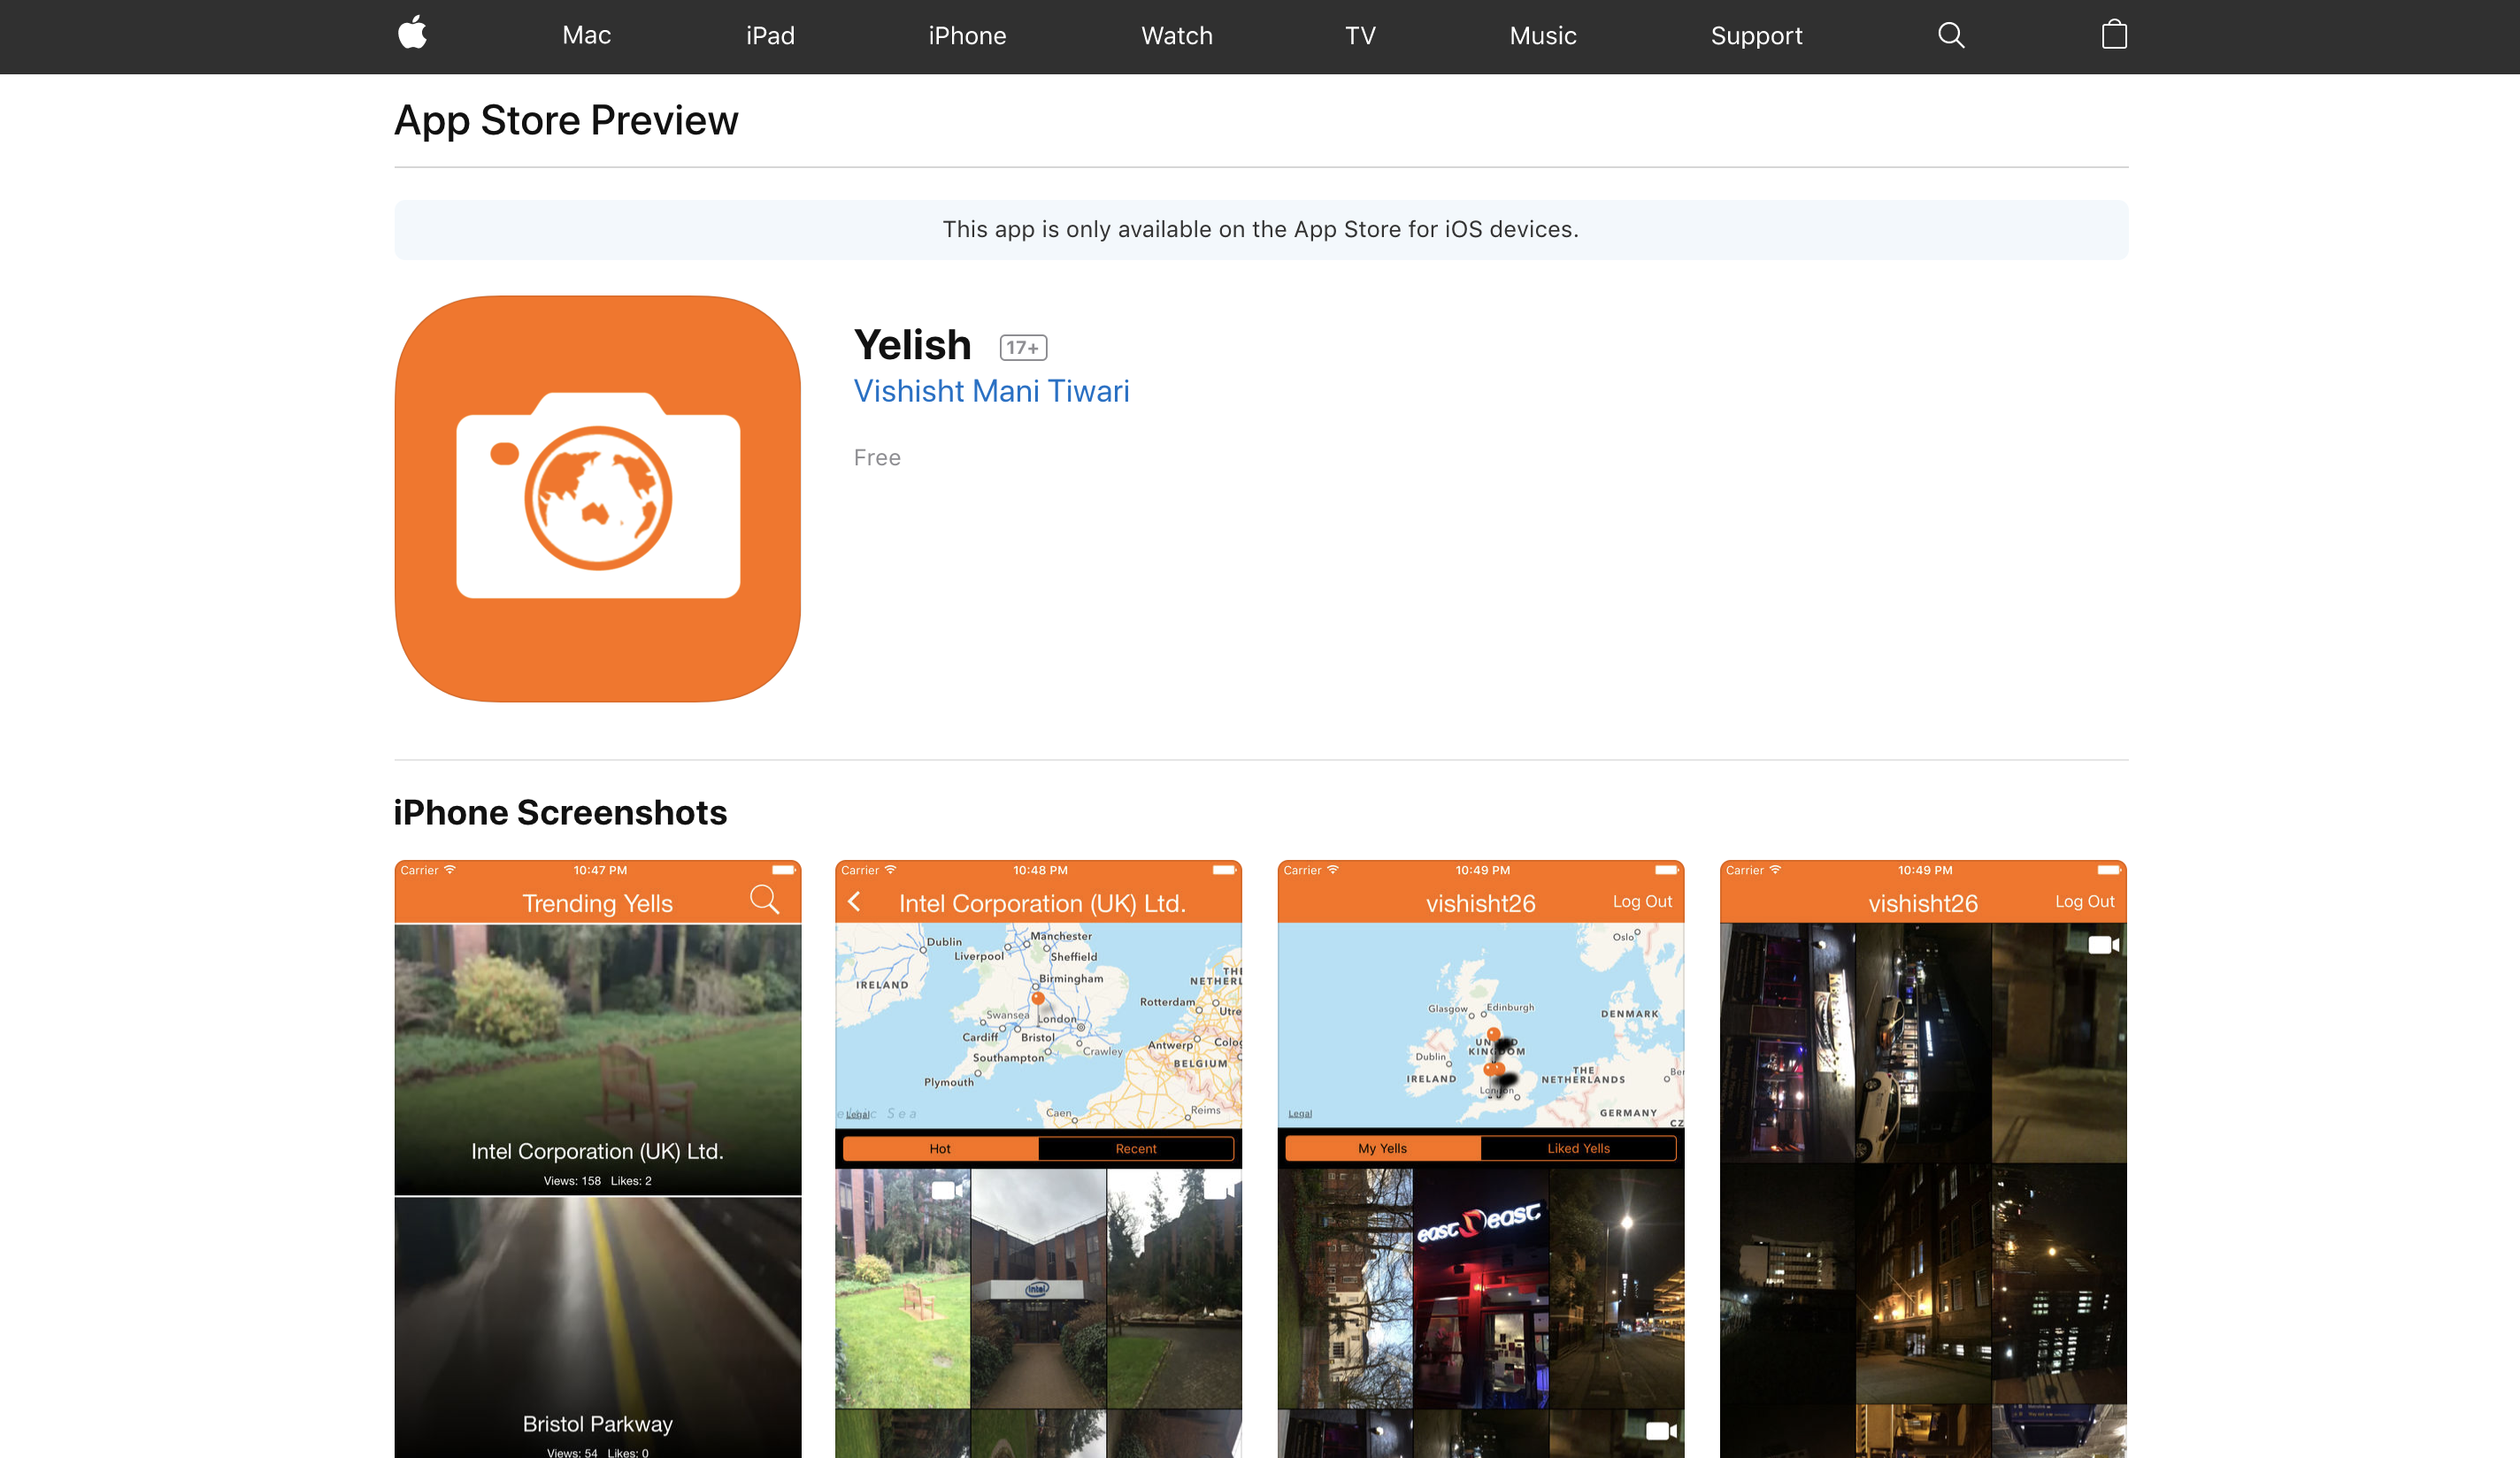 Mac iPad iPhone Watch TV Music Support
App Store Preview
This app is only available on the App Store for iOS devices.
Yelish 17+
Vishisht Mani Tiwari
Free
iPhone Screenshots
Carrier 10:47 PM
Trending Yells
Intel Corporation (UK) Ltd.
Views: 158 Likes: 2
Bristol Parkway
Views: 54 Likes: 0
Carrier 10:48 PM
Intel Corporation (UK) Ltd.
Manchester
Dublin
Liverpool Sheffield
Birmingham
IRELAND
Rotterdam
Swansea London
Cardiff Bristol
Antwerp
Southampton Crawley
BELGIUM
Plymouth
Caen Reims
Legal
Hot Recent
intel
Carrier 10:49 PM
vishisht26 Log Out
Oslo
Glasgow Edinburgh
DENMARK
Dublin
IRELAND
THE
NETHERLANDS
London
GERMANY
Legal
My Yells Liked Yells
east east
Carrier 10:49 PM
vishisht26 Log Out